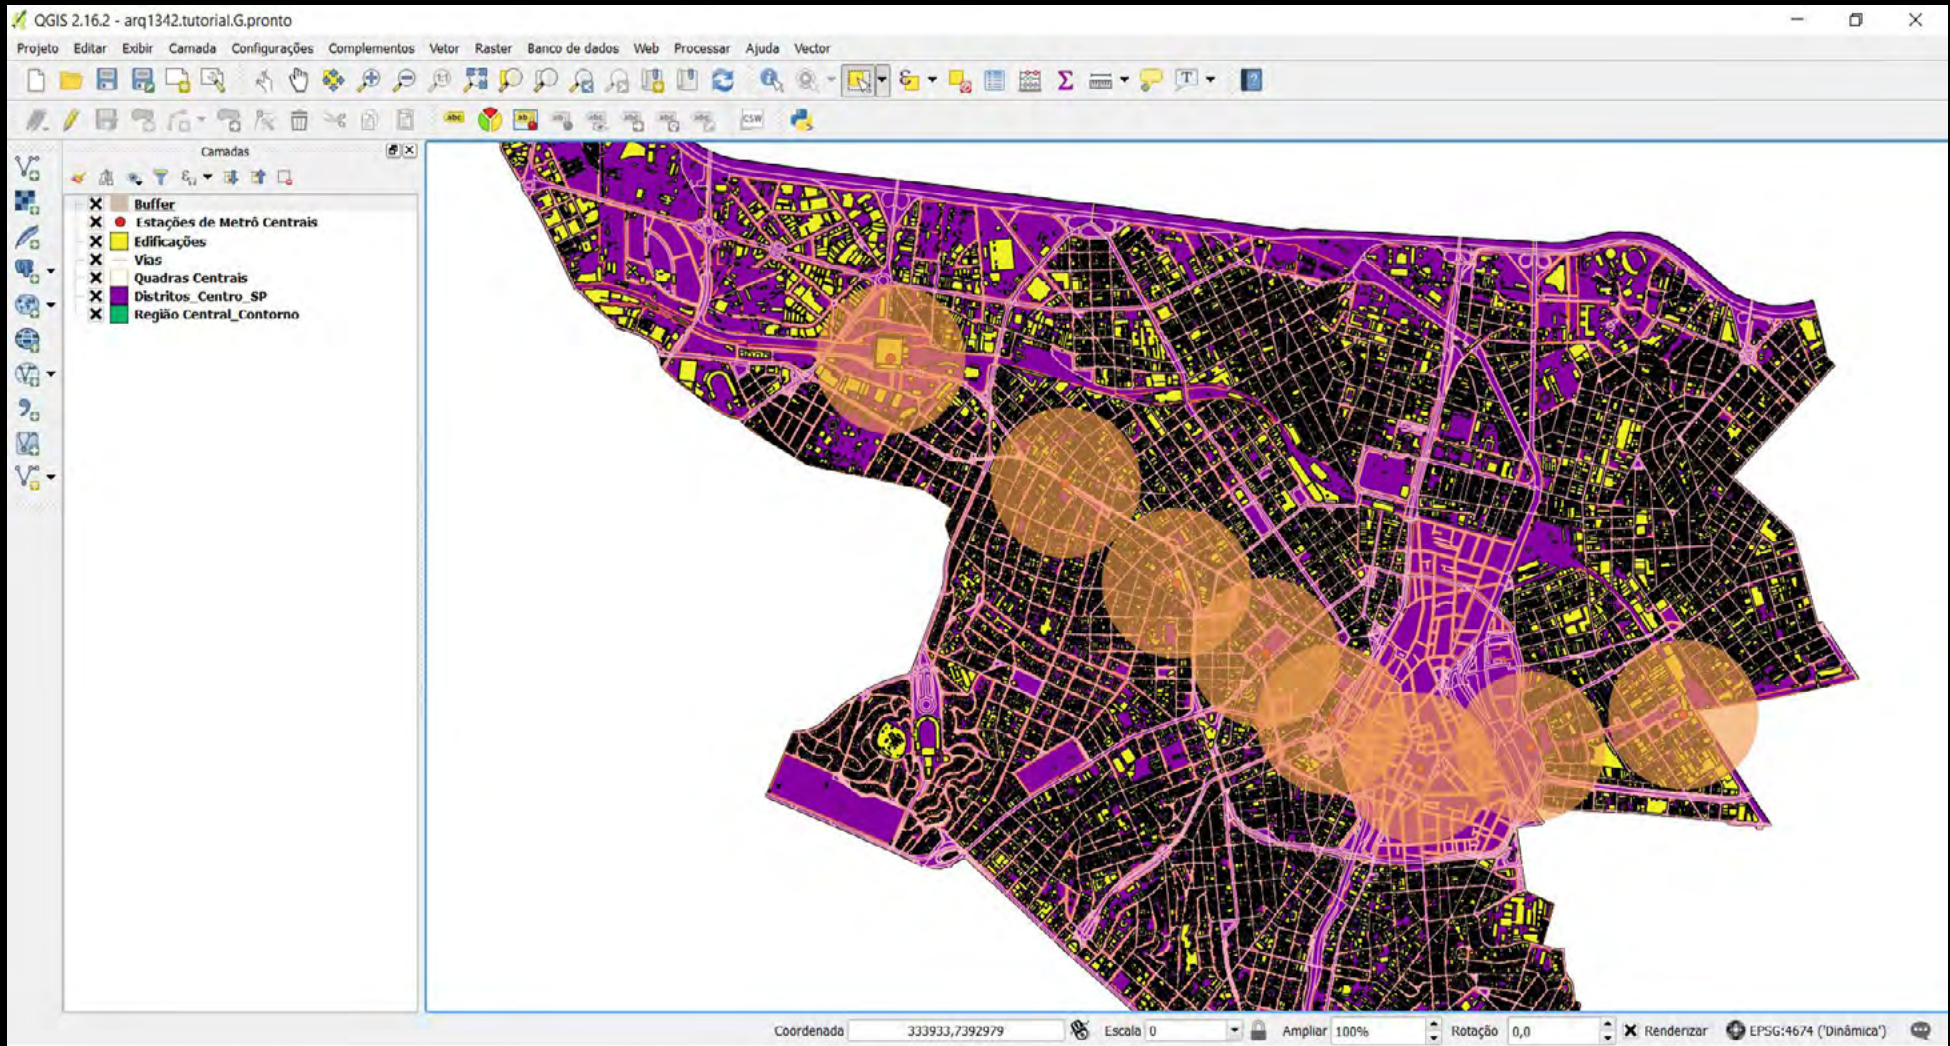 QGIS 2.16.2 - arq1342.tutorial.G.pronto
Projeto Editar Exibir Camada Configurações Complementos Vetor Raster Banco de dados Web Processar Ajuda Vector
abc
CSW
Camadas
Buffer
Estações de Metrô Centrais
Edificações
Vias
Quadras Centrais
Distritos_Centro_SP
Região Central_Contorno
Coordenada 333933,7392979 Escala 0 Ampliar 100% Rotação 0,0 Renderizar EPSG:4674 ('Dinâmica')